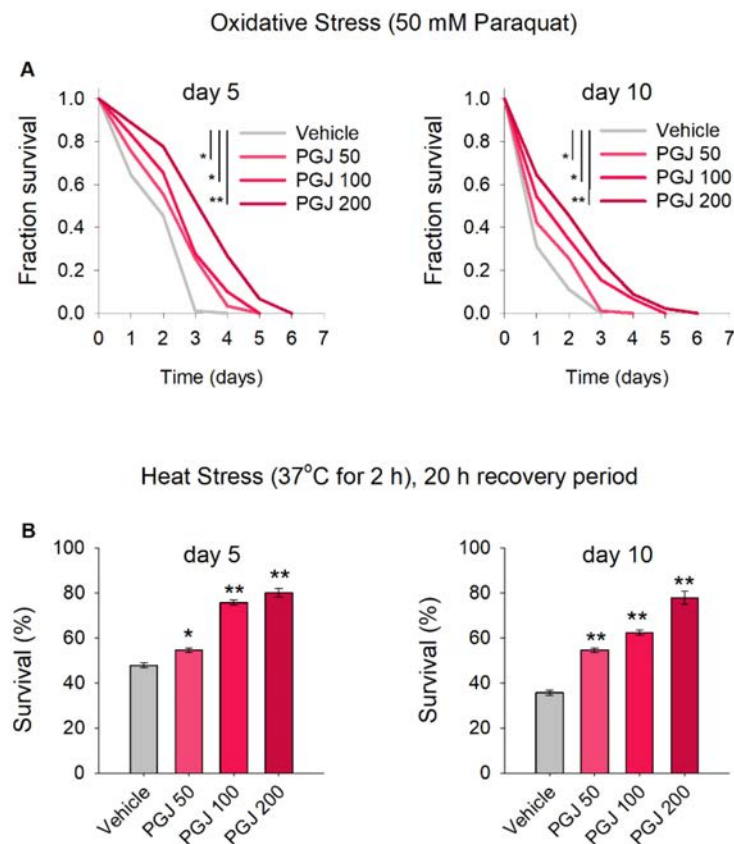 Oxidative Stress (50 mM Paraquat)
A
day 5
Fraction survival
1.0
0.8
0.6
0.4
0.2
0.0
Vehicle
PGJ 50
PGJ 100
PGJ 200
*
*
**
0 1 2 3 4 5 6 7
Time (days)
day 10
Fraction survival
1.0
0.8
0.6
0.4
0.2
0.0
Vehicle
PGJ 50
PGJ 100
PGJ 200
*
*
**
0 1 2 3 4 5 6 7
Time (days)
Heat Stress (37°C for 2 h), 20 h recovery period
B
day 5
Survival (%)
100
80
60
40
20
0
* ** **
Vehicle
PGJ 50
PGJ 100
PGJ 200
day 10
Survival (%)
100
80
60
40
20
0
** ** **
Vehicle
PGJ 50
PGJ 100
PGJ 200